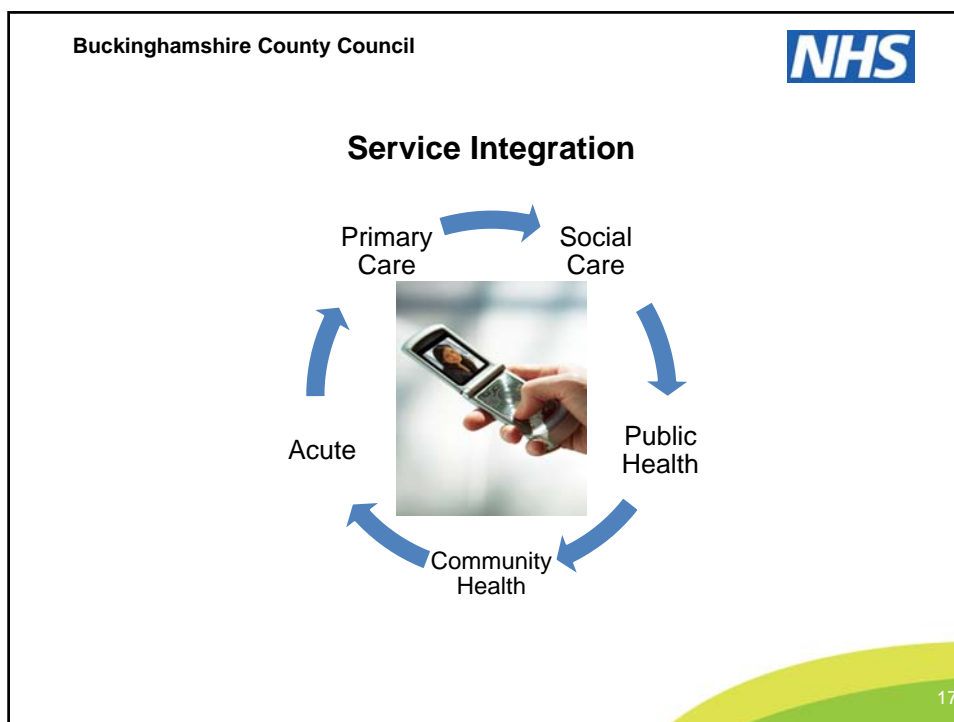 Buckinghamshire County Council
NHS
Service Integration
Primary
Care
Social
Care
Public
Health
Community
Health
Acute
17